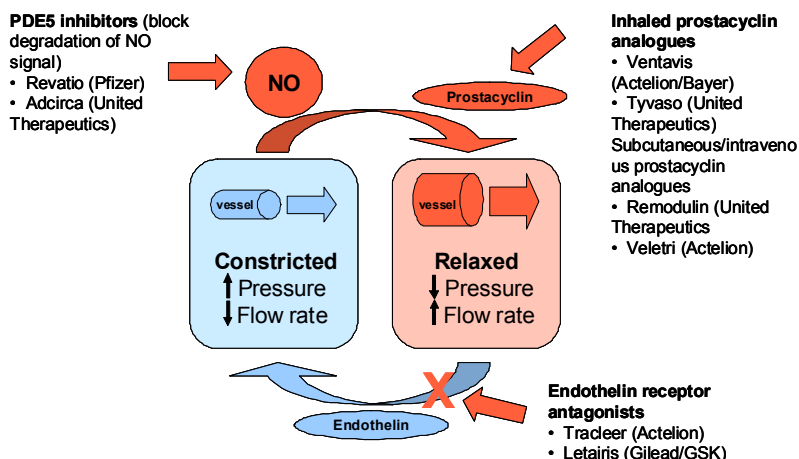 PDE5 inhibitors (block
degradation of NO
signal)
• Revatio (Pfizer)
• Adcirca (United
Therapeutics)
NO
Prostacyclin
Inhaled prostacyclin
analogues
• Ventavis
(Actelion/Bayer)
• Tyvaso (United
Therapeutics)
Subcutaneous/intraveno
us prostacyclin
analogues
• Remodulin (United
Therapeutics
• Veletri (Actelion)
vessel
Constricted
Pressure
Flow rate
vessel
Relaxed
Pressure
Flow rate
X
Endothelin
Endothelin receptor
antagonists
• Tracleer (Actelion)
• Letairis (Gilead/GSK)